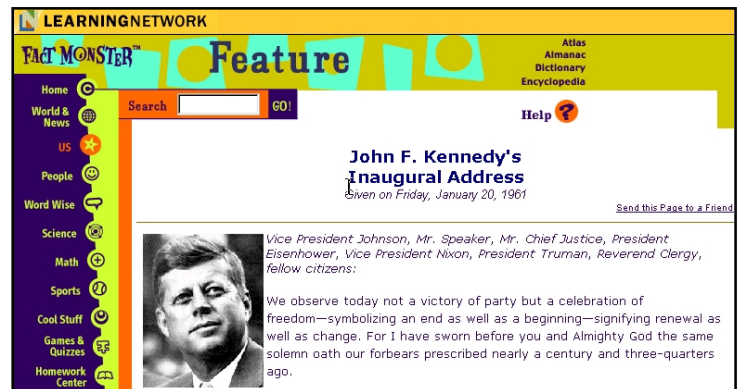 LEARNINGNETWORK
FACT MONSTER™
Feature
Atlas
Almanac
Dictionary
Encyclopedia
Home
World &
News
US
People
Word Wise
Science
Math
Sports
Cool Stuff
Games &
Quizzes
Homework
Center
Search
GO!
Help ?
John F. Kennedy's
Inaugural Address
Given on Friday, January 20, 1961
Send this Page to a Friend
Vice President Johnson, Mr. Speaker, Mr. Chief Justice, President
Eisenhower, Vice President Nixon, President Truman, Reverend Clergy,
fellow citizens:
We observe today not a victory of party but a celebration of
freedom—symbolizing an end as well as a beginning—signifying renewal as
well as change. For I have sworn before you and Almighty God the same
solemn oath our forbears prescribed nearly a century and three-quarters
ago.